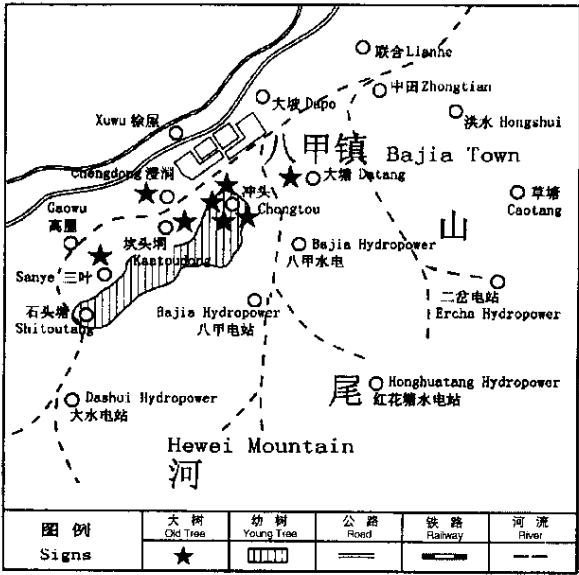 联合 Lianhe
中田 Zhongtian
大坡 Dapo
洪水 Hongshui
Xuwu 徐屋
八甲镇 Bajia Town
Chengdong 澄洞
大塘 Datang
草塘
Caotang
冲头
Chongtou
Gaowu
高屋
坎头垌
Kantoudong
山
Bajia Hydropower
八甲水电
Sanye 三叶
二岔电站
Ercha Hydropower
石头塘
Shitoutang
Bajia Hydropower
八甲电站
尾
Honghuatang Hydropower
红花塘水电站
Dashui Hydropower
大水电站
Hewei Mountain
河
图例
Signs
大树
Old Tree
幼树
Young Tree
公路
Road
铁路
Railway
河流
River